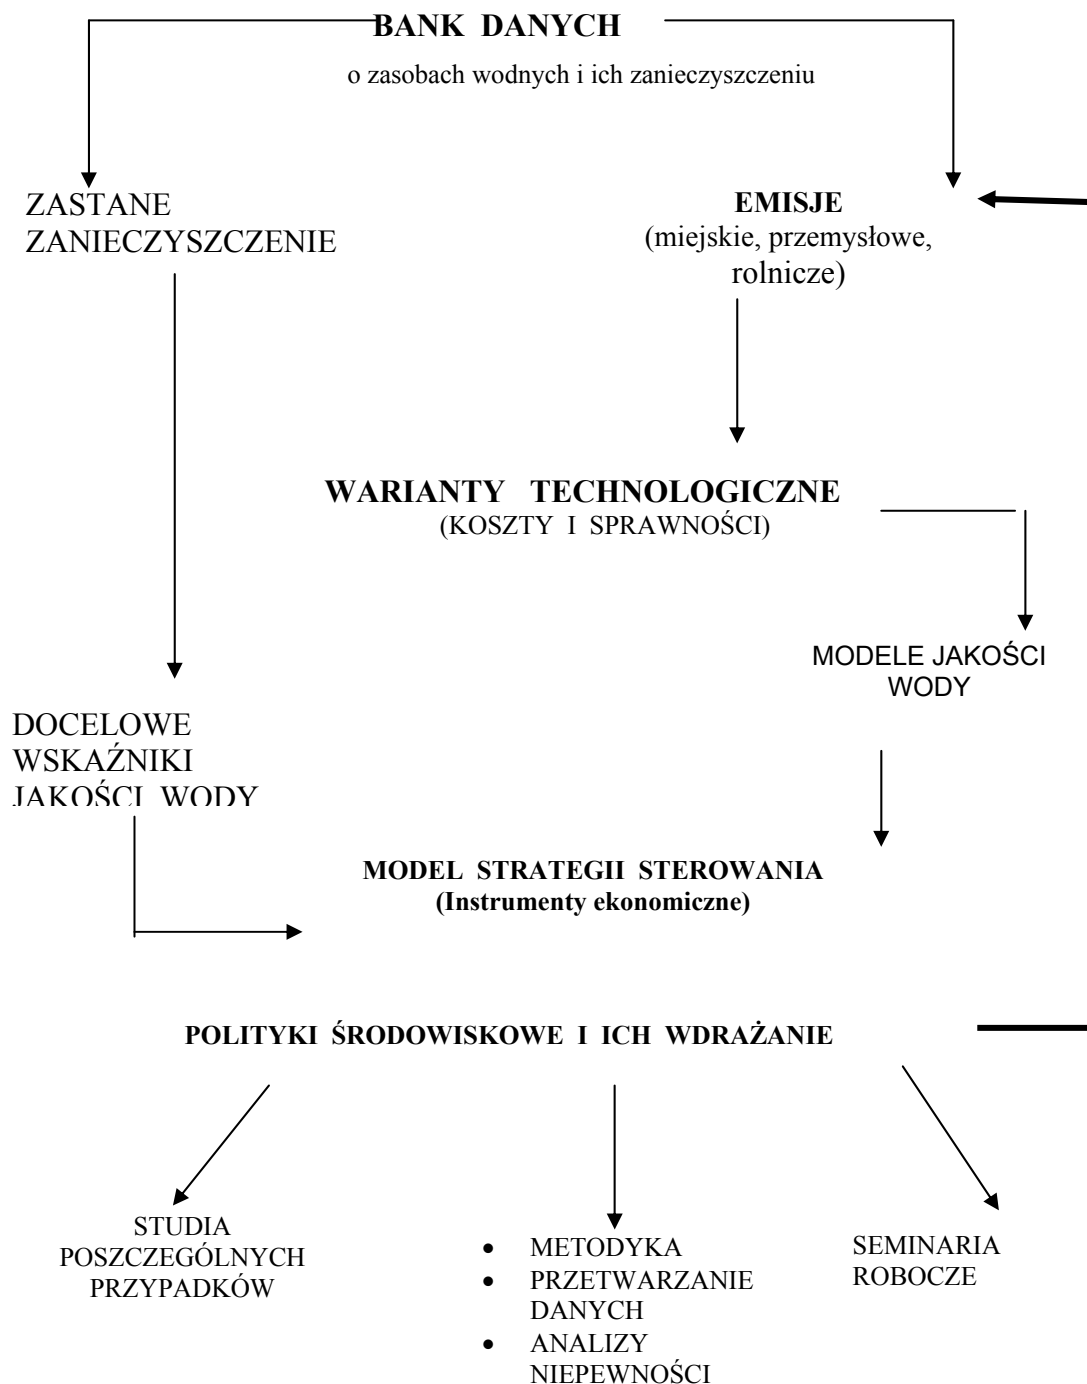 BANK DANYCH
o zasobach wodnych i ich zanieczyszczeniu
ZASTANE
ZANIECZYSZCZENIE
EMISJE
(miejskie, przemysłowe,
rolnicze)
WARIANTY TECHNOLOGICZNE
(KOSZTY I SPRAWNOŚCI)
MODELE JAKOŚCI
WODY
DOCELOWE
WSKAŹNIKI
JAKOŚCI WODY
MODEL STRATEGII STEROWANIA
(Instrumenty ekonomiczne)
POLITYKI ŚRODOWISKOWE I ICH WDRAŻANIE
STUDIA
POSZCZEGÓLNYCH
PRZYPADKÓW
• METODYKA
• PRZETWARZANIE
DANYCH
• ANALIZY
NIEPEWNOŚCI
SEMINARIA
ROBOCZE